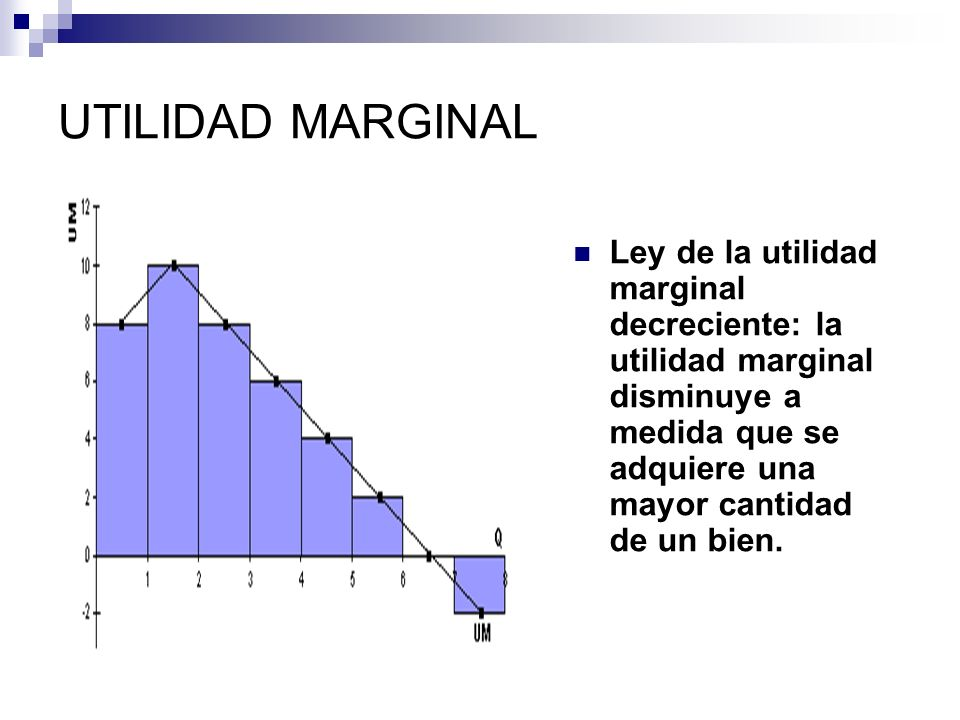 UTILIDAD MARGINAL
UM
12
10
8
6
4
2
0
-2
1
2
3
4
5
6
7
8
Q
UM
Ley de la utilidad
marginal
decreciente: la
utilidad marginal
disminuye a
medida que se
adquiere una
mayor cantidad
de un bien.